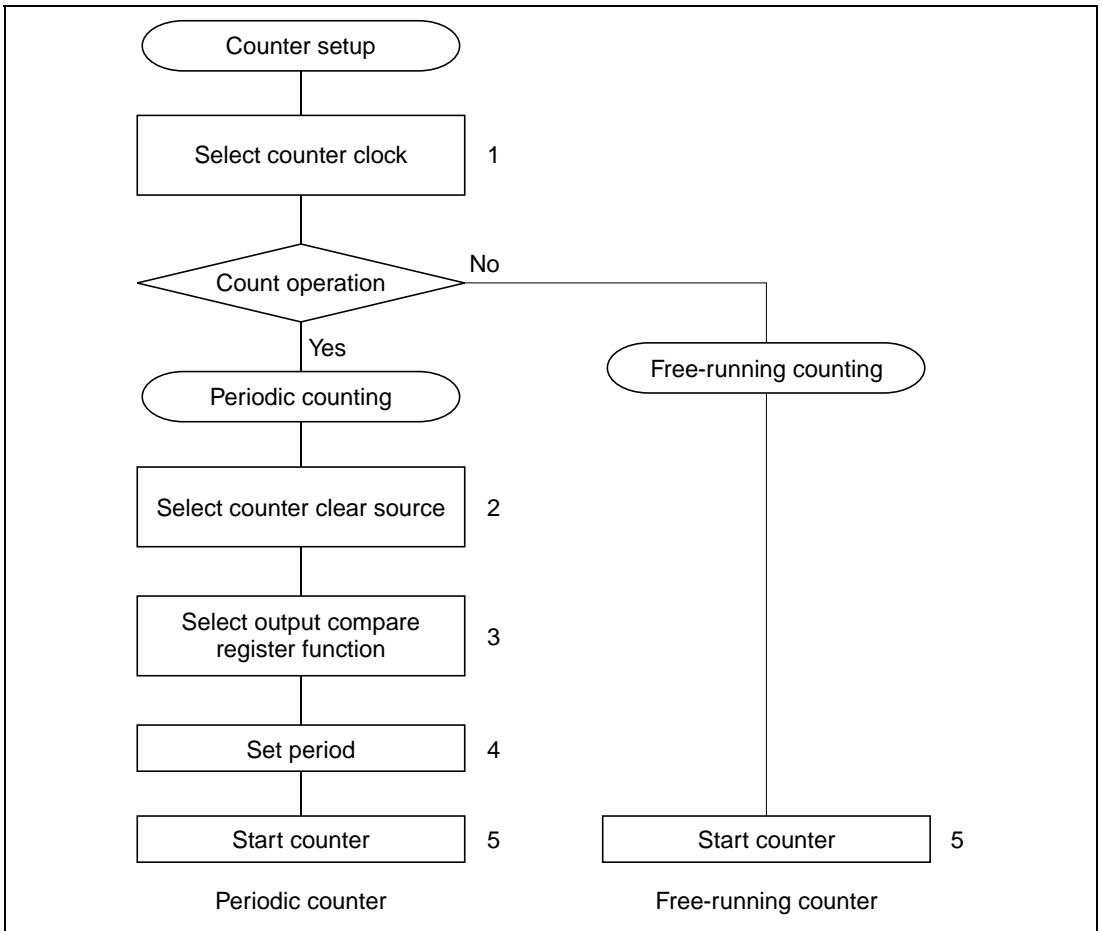 Counter setup
Select counter clock 1
Count operation
No
Yes
Free-running counting
Periodic counting
Select counter clear source 2
Select output compare
register function
3
Set period 4
Start counter 5
Start counter 5
Periodic counter
Free-running counter